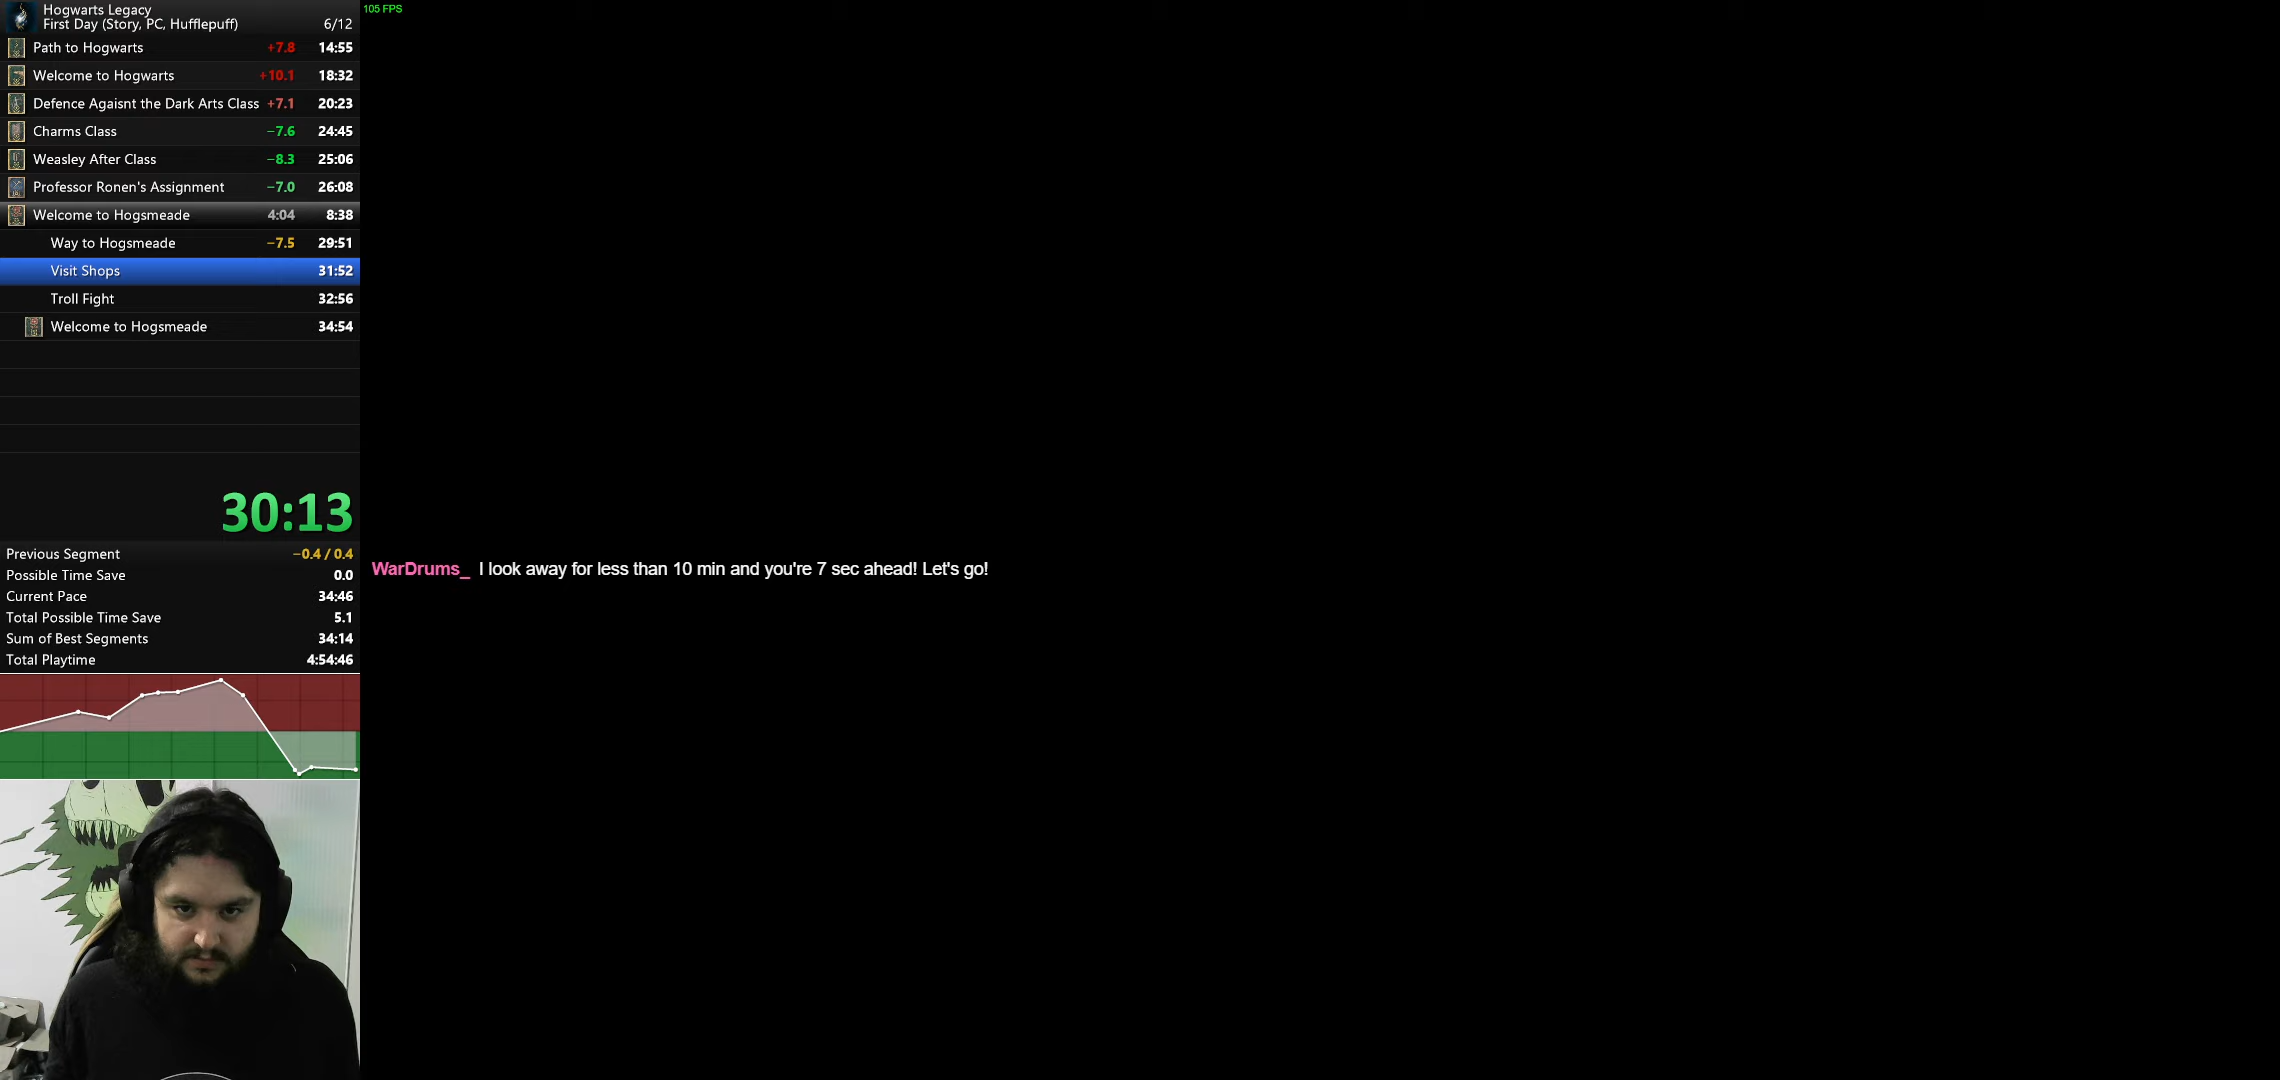 Hogwarts Legacy
First Day (Story, PC, Hufflepuff) 6/12
Path to Hogwarts +7.8 14:55
Welcome to Hogwarts +10.1 18:32
Defence Agaisnt the Dark Arts Class +7.1 20:23
Charms Class −7.6 24:45
Weasley After Class −8.3 25:06
Professor Ronen's Assignment −7.0 26:08
Welcome to Hogsmeade 4:04 8:38
Way to Hogsmeade −7.5 29:51
Visit Shops 31:52
Troll Fight 32:56
Welcome to Hogsmeade 34:54
30:13
Previous Segment −0.4 / 0.4
Possible Time Save 0.0
Current Pace 34:46
Total Possible Time Save 5.1
Sum of Best Segments 34:14
Total Playtime 4:54:46
105 FPS
WarDrums_ I look away for less than 10 min and you're 7 sec ahead! Let's go!